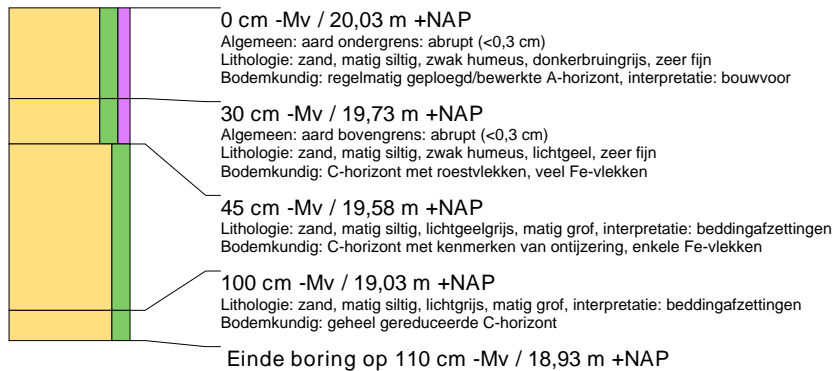 0 cm -Mv / 20,03 m +NAP
Algemeen: aard ondergrens: abrupt (<0,3 cm)
Lithologie: zand, matig siltig, zwak humeus, donkerbruingrijs, zeer fijn
Bodemkundig: regelmatig geploegd/bewerkte A-horizont, interpretatie: bouwvoor
30 cm -Mv / 19,73 m +NAP
Algemeen: aard bovengrens: abrupt (<0,3 cm)
Lithologie: zand, matig siltig, zwak humeus, lichtgeel, zeer fijn
Bodemkundig: C-horizont met roestvlekken, veel Fe-vlekken
45 cm -Mv / 19,58 m +NAP
Lithologie: zand, matig siltig, lichtgeelgrijs, matig grof, interpretatie: beddingafzettingen
Bodemkundig: C-horizont met kenmerken van ontijzering, enkele Fe-vlekken
100 cm -Mv / 19,03 m +NAP
Lithologie: zand, matig siltig, lichtgrijs, matig grof, interpretatie: beddingafzettingen
Bodemkundig: geheel gereduceerde C-horizont
Einde boring op 110 cm -Mv / 18,93 m +NAP